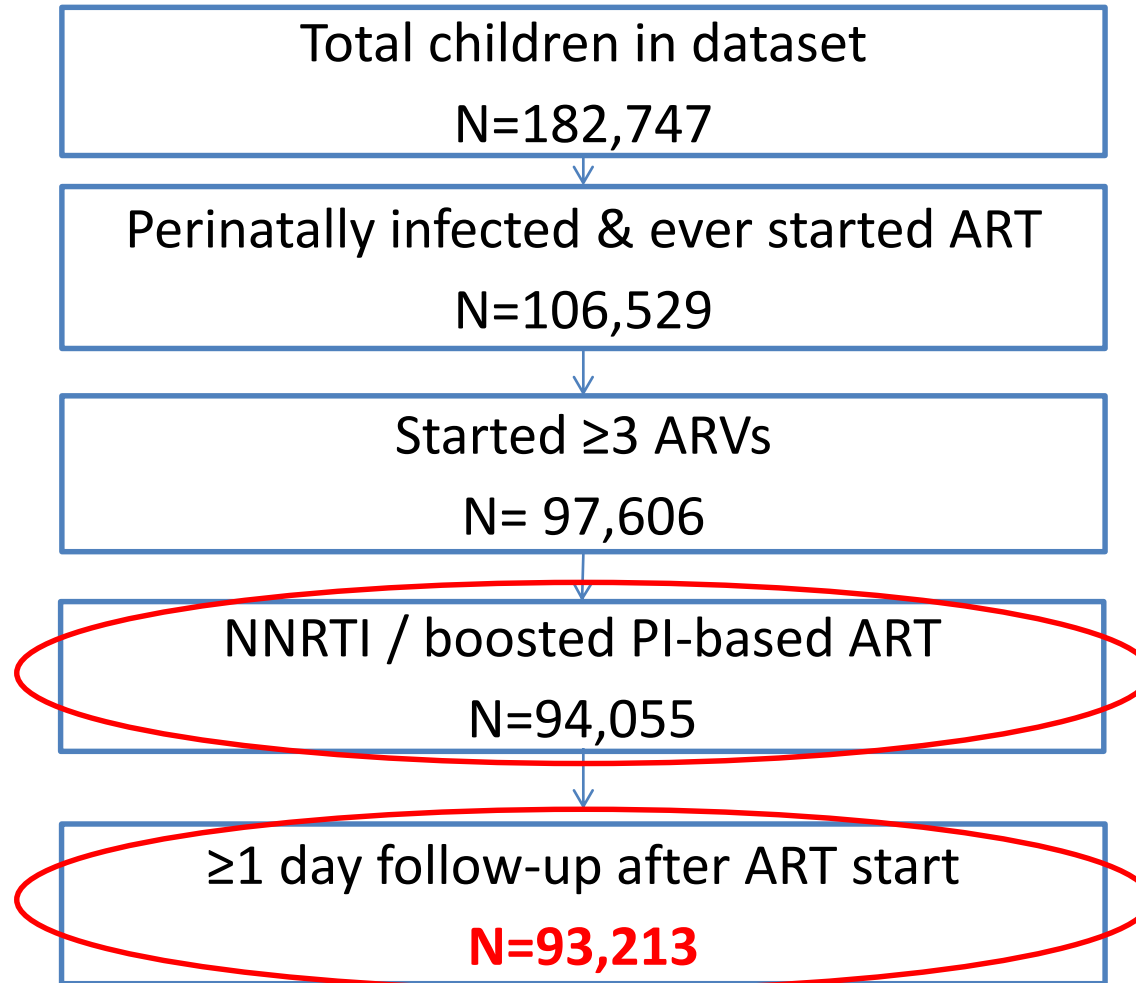 Total children in dataset
N=182,747
Perinatally infected & ever started ART
N=106,529
Started ≥3 ARVs
N= 97,606
NNRTI / boosted PI-based ART
N=94,055
≥1 day follow-up after ART start
N=93,213